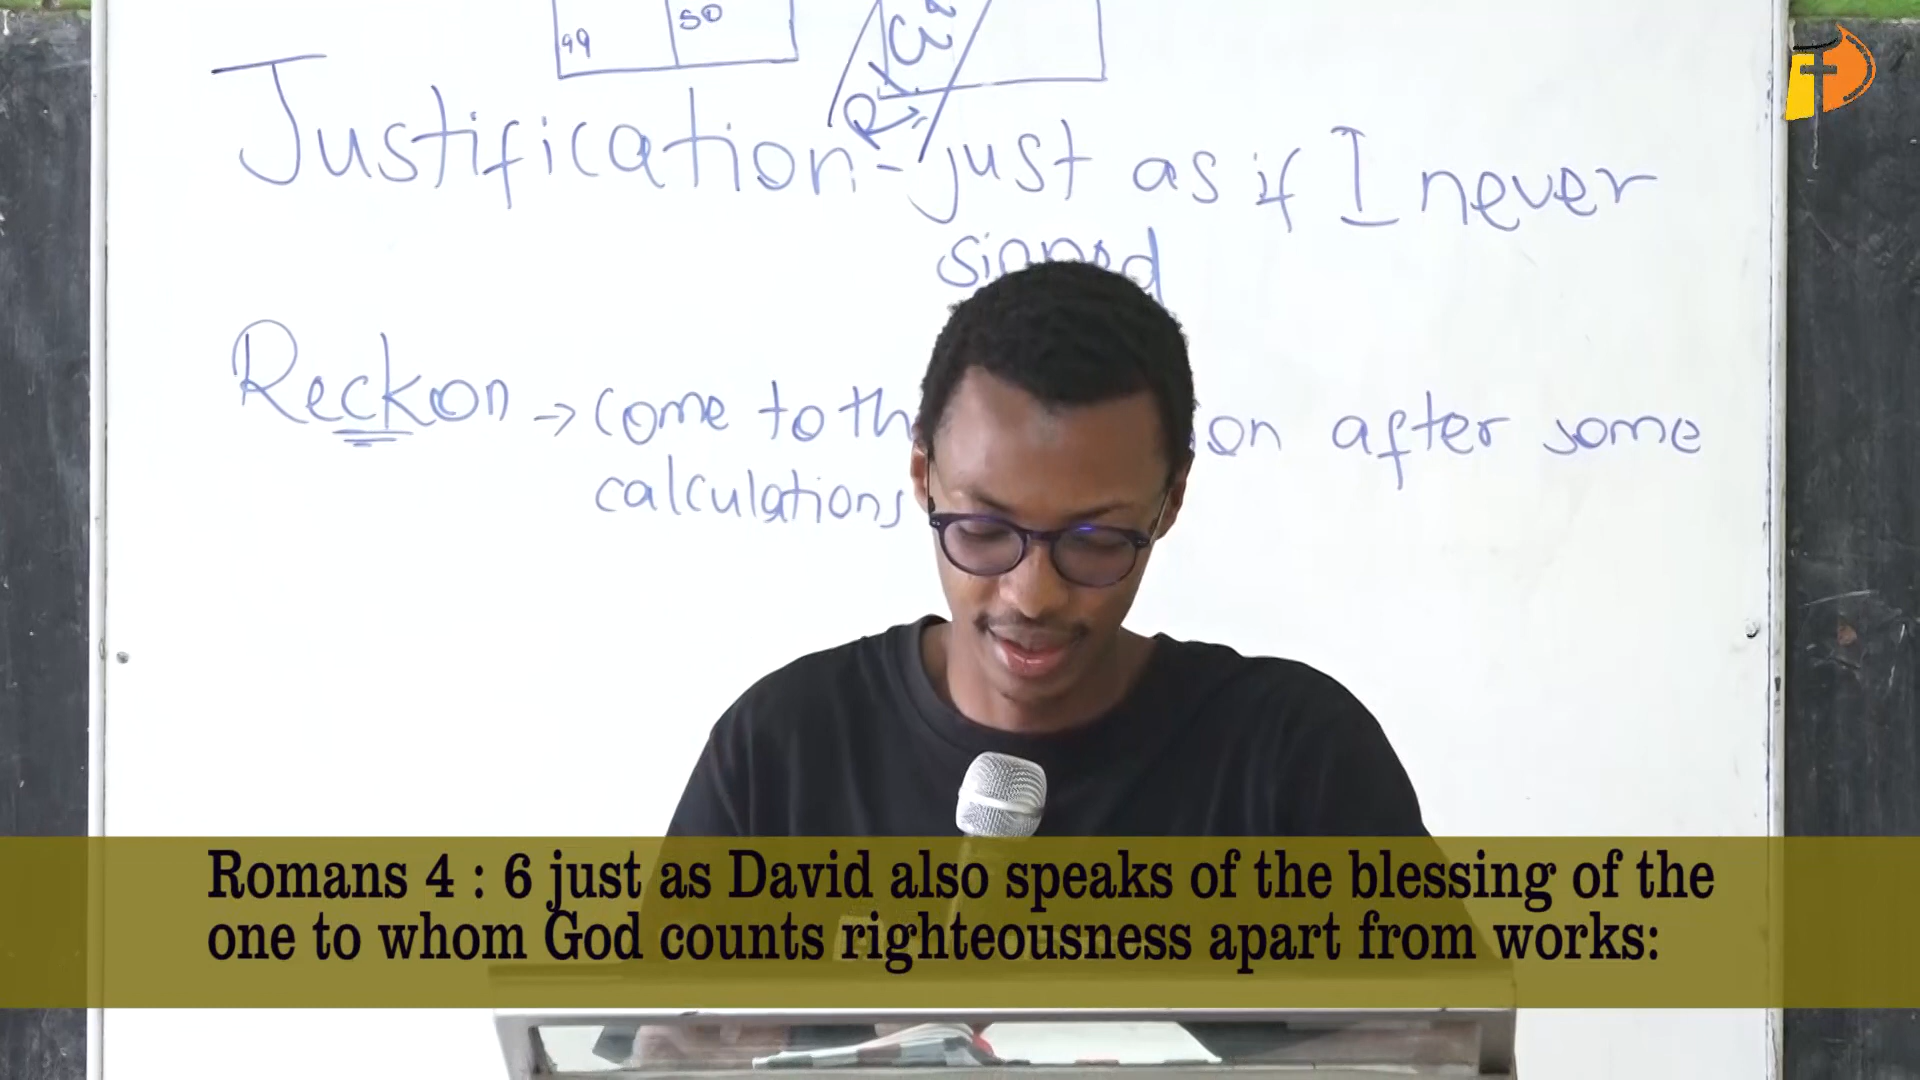 49 50
Justification - just as if I never
sinned
Reckon → come to th on after some
calculations
Romans 4 : 6 just as David also speaks of the blessing of the
one to whom God counts righteousness apart from works: